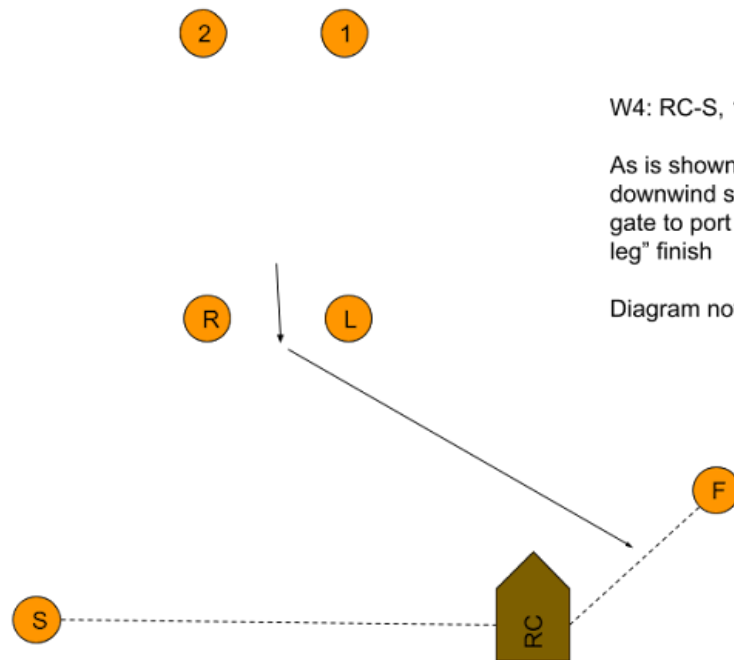 2
1
W4: RC-S,
As is shown
downwind s
gate to port
leg” finish
R
L
Diagram no
F
S
RC